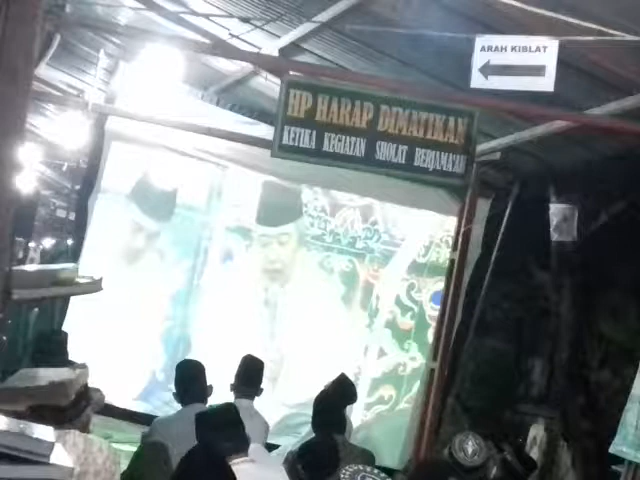 ARAH KIBLAT
HP HARAP DIMATIKAN
KETIKA KEGIATAN SHOLAT BERJAMA'AH